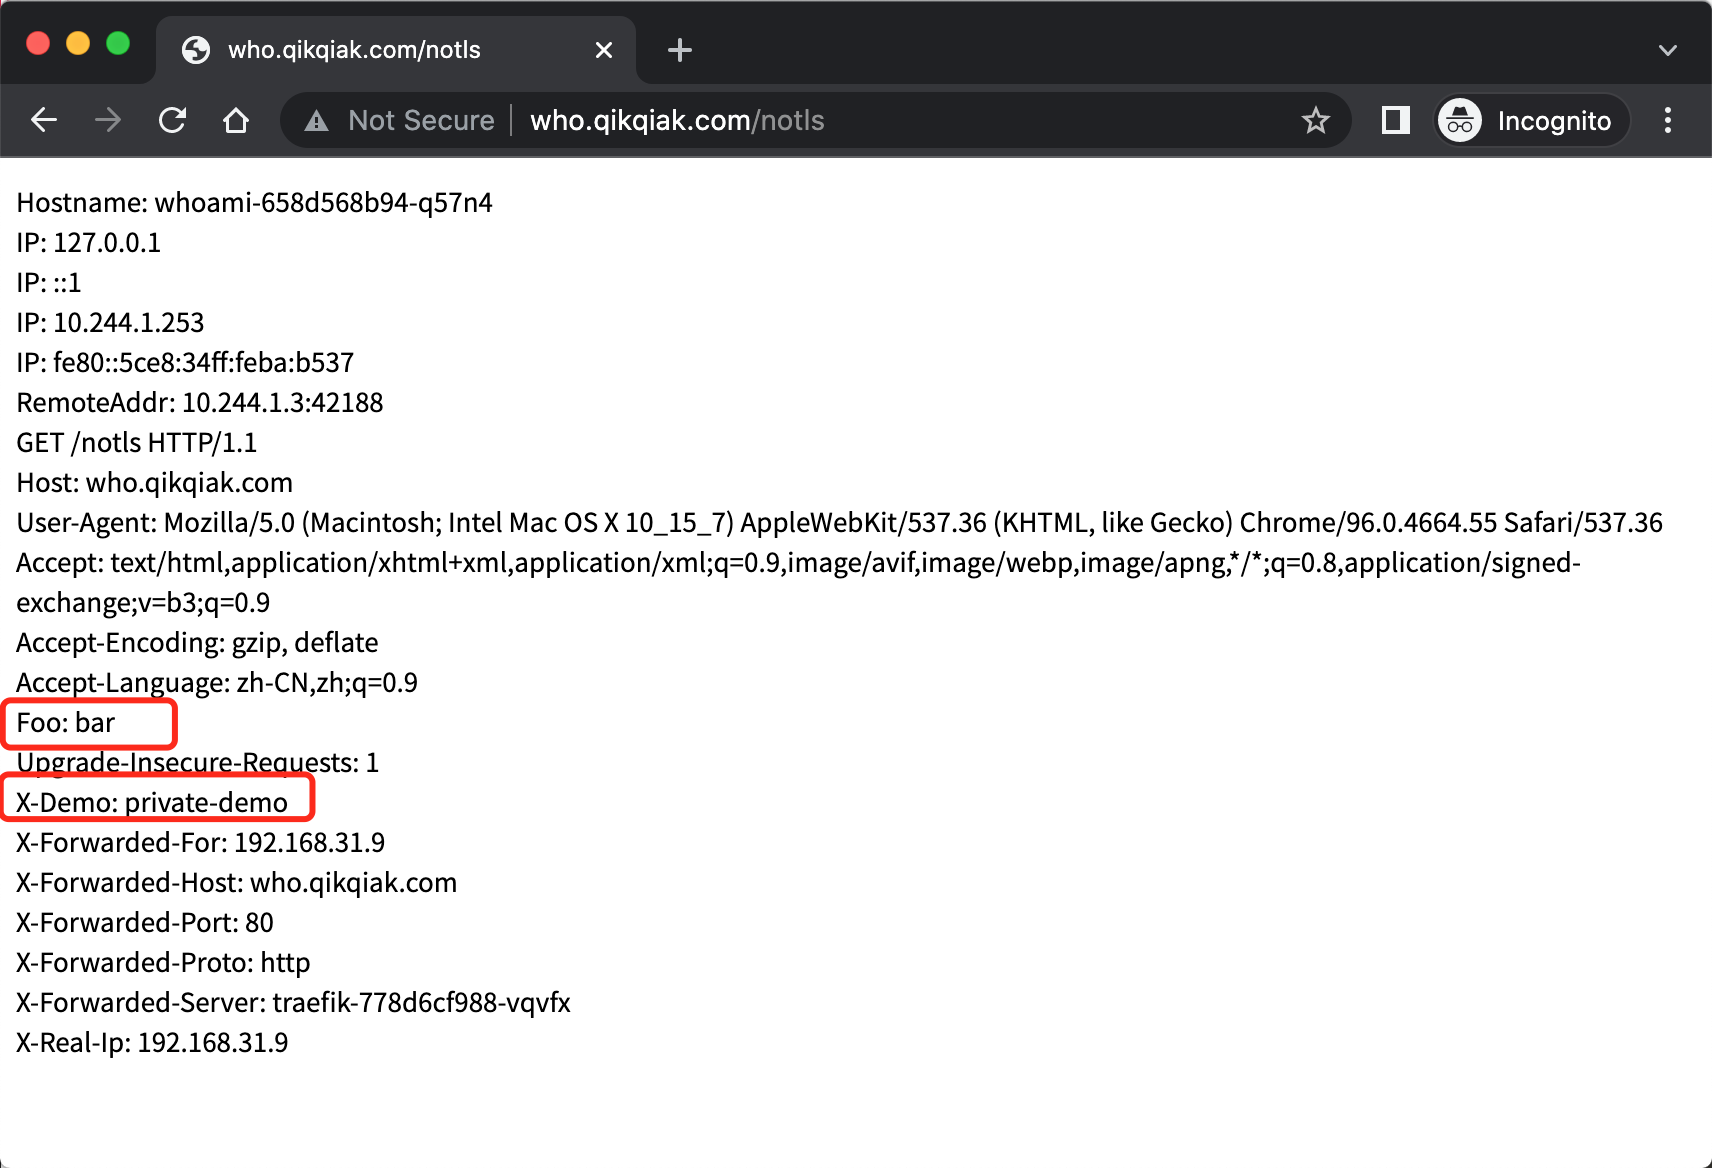 who.qikqiak.com/notls
Not Secure who.qikqiak.com/notls Incognito
Hostname: whoami-658d568b94-q57n4
IP: 127.0.0.1
IP: ::1
IP: 10.244.1.253
IP: fe80::5ce8:34ff:feba:b537
RemoteAddr: 10.244.1.3:42188
GET /notls HTTP/1.1
Host: who.qikqiak.com
User-Agent: Mozilla/5.0 (Macintosh; Intel Mac OS X 10_15_7) AppleWebKit/537.36 (KHTML, like Gecko) Chrome/96.0.4664.55 Safari/537.36
Accept: text/html,application/xhtml+xml,application/xml;q=0.9,image/avif,image/webp,image/apng,*/*;q=0.8,application/signed-
exchange;v=b3;q=0.9
Accept-Encoding: gzip, deflate
Accept-Language: zh-CN,zh;q=0.9
Foo: bar
Upgrade-Insecure-Requests: 1
X-Demo: private-demo
X-Forwarded-For: 192.168.31.9
X-Forwarded-Host: who.qikqiak.com
X-Forwarded-Port: 80
X-Forwarded-Proto: http
X-Forwarded-Server: traefik-778d6cf988-vqvfx
X-Real-Ip: 192.168.31.9